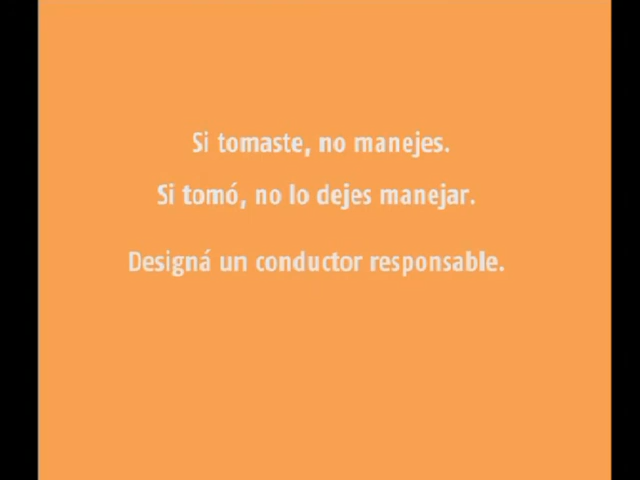 Si tomaste, no manejes.
Si tomó, no lo dejes manejar.
Designá un conductor responsable.